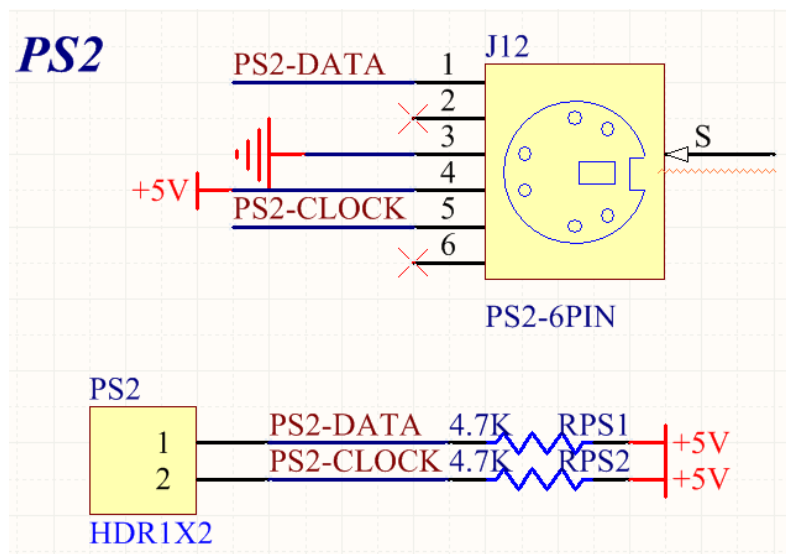 PS2
J12
PS2-DATA 1
2
3
S
+5V 4
PS2-CLOCK 5
6
PS2-6PIN
PS2
1 PS2-DATA 4.7K RPS1 +5V
2 PS2-CLOCK 4.7K RPS2 +5V
HDR1X2